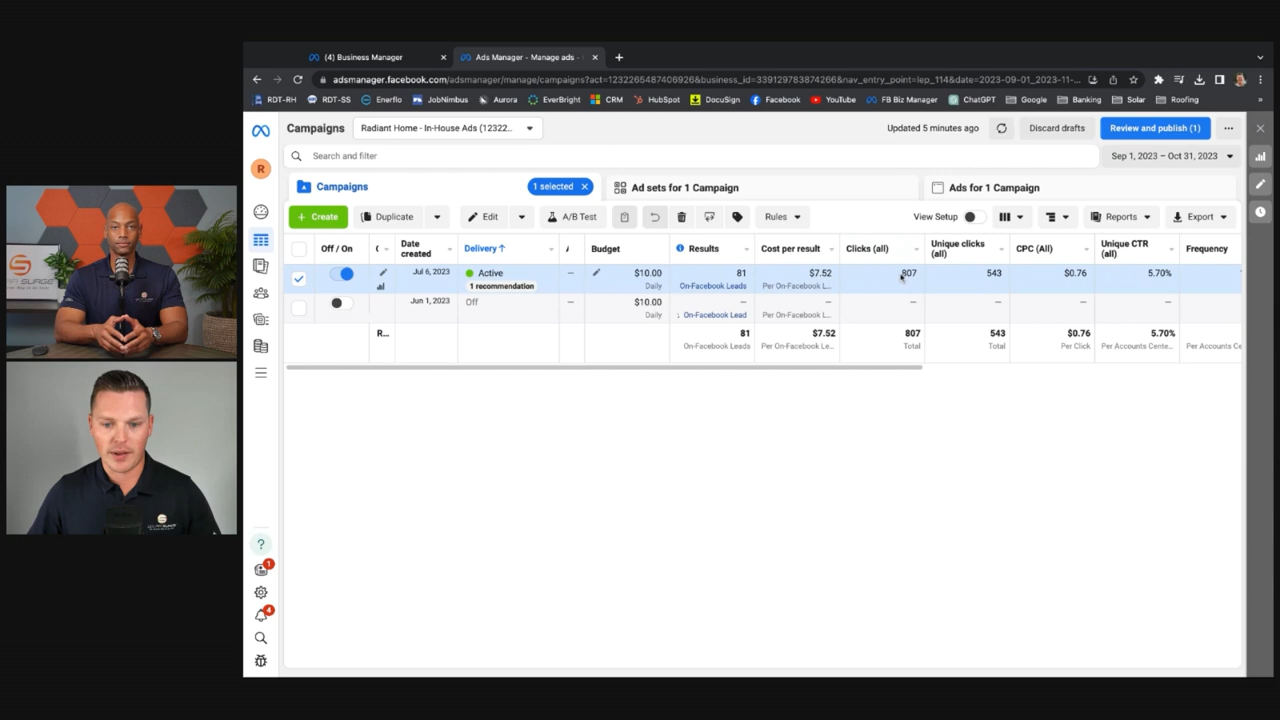 (4) Business Manager
Ads Manager - Manage ads -
adsmanager.facebook.com/adsmanager/manage/campaigns?act=1232265487406926&business_id=339129783874266&nav_entry_point=lep_114&date=2023-09-01_2023-11-...
RDT-RH RDT-SS Enerflo JobNimbus Aurora EverBright CRM HubSpot DocuSign Facebook YouTube FB Biz Manager ChatGPT Google Banking Solar Roofing »
Campaigns Radiant Home - In-House Ads (12322... Updated 5 minutes ago Discard drafts Review and publish (1)
R
Search and filter Sep 1, 2023 – Oct 31, 2023
Campaigns 1 selected Ad sets for 1 Campaign Ads for 1 Campaign
+ Create Duplicate Edit A/B Test Rules View Setup Reports Export
Off / On ( Date created Delivery ↑ Budget Results Cost per result Clicks (all) Unique clicks (all) CPC (All) Unique CTR (all) Frequency
Jul 6, 2023 Active — $10.00 81 $7.52 807 543 $0.76 5.70%
1 recommendation Daily On-Facebook Leads Per On-Facebook L...
Jun 1, 2023 Off — $10.00 — — — — — —
Daily On-Facebook Lead Per On-Facebook L...
R... 81 $7.52 807 543 $0.76 5.70%
On-Facebook Leads Per On-Facebook Le... Total Total Per Click Per Accounts Cente... Per Accounts Ce
?
1
4